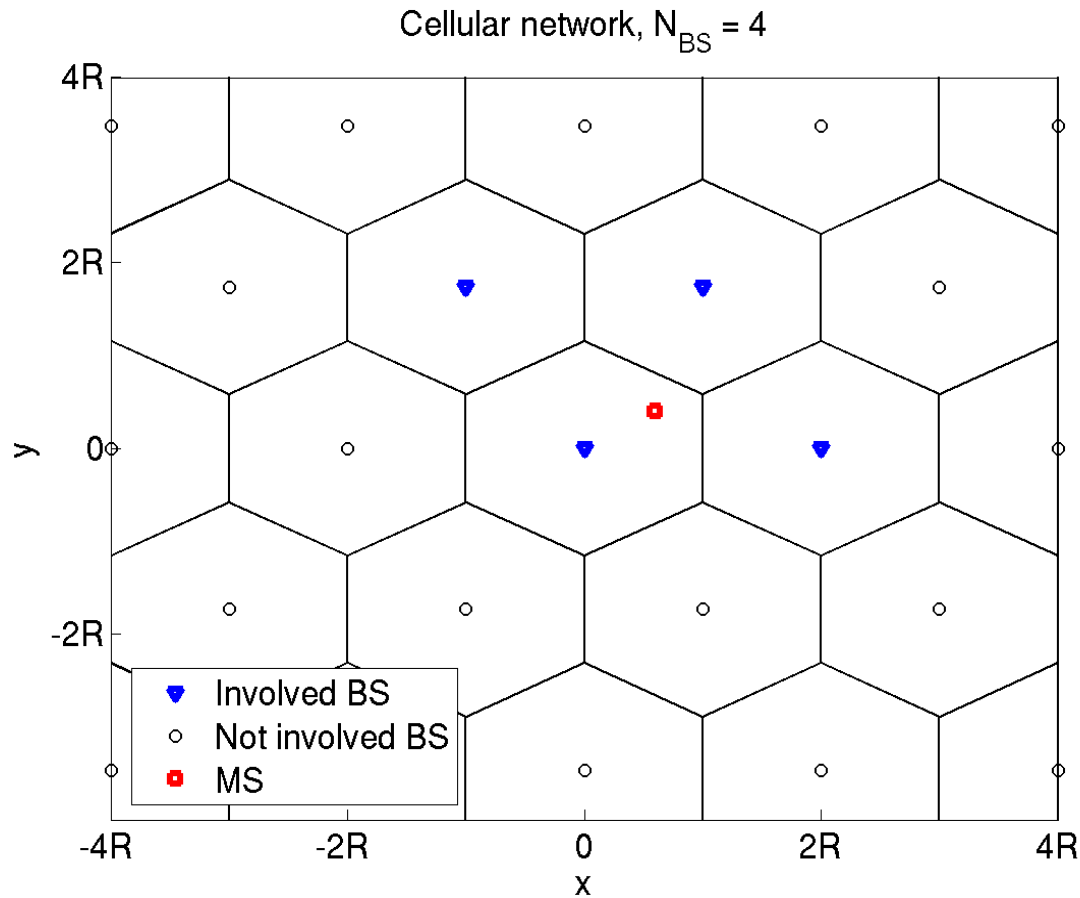 Cellular network, N_BS = 4
4R
2R
0
-2R
y
Involved BS
Not involved BS
MS
-4R -2R 0 2R 4R
x